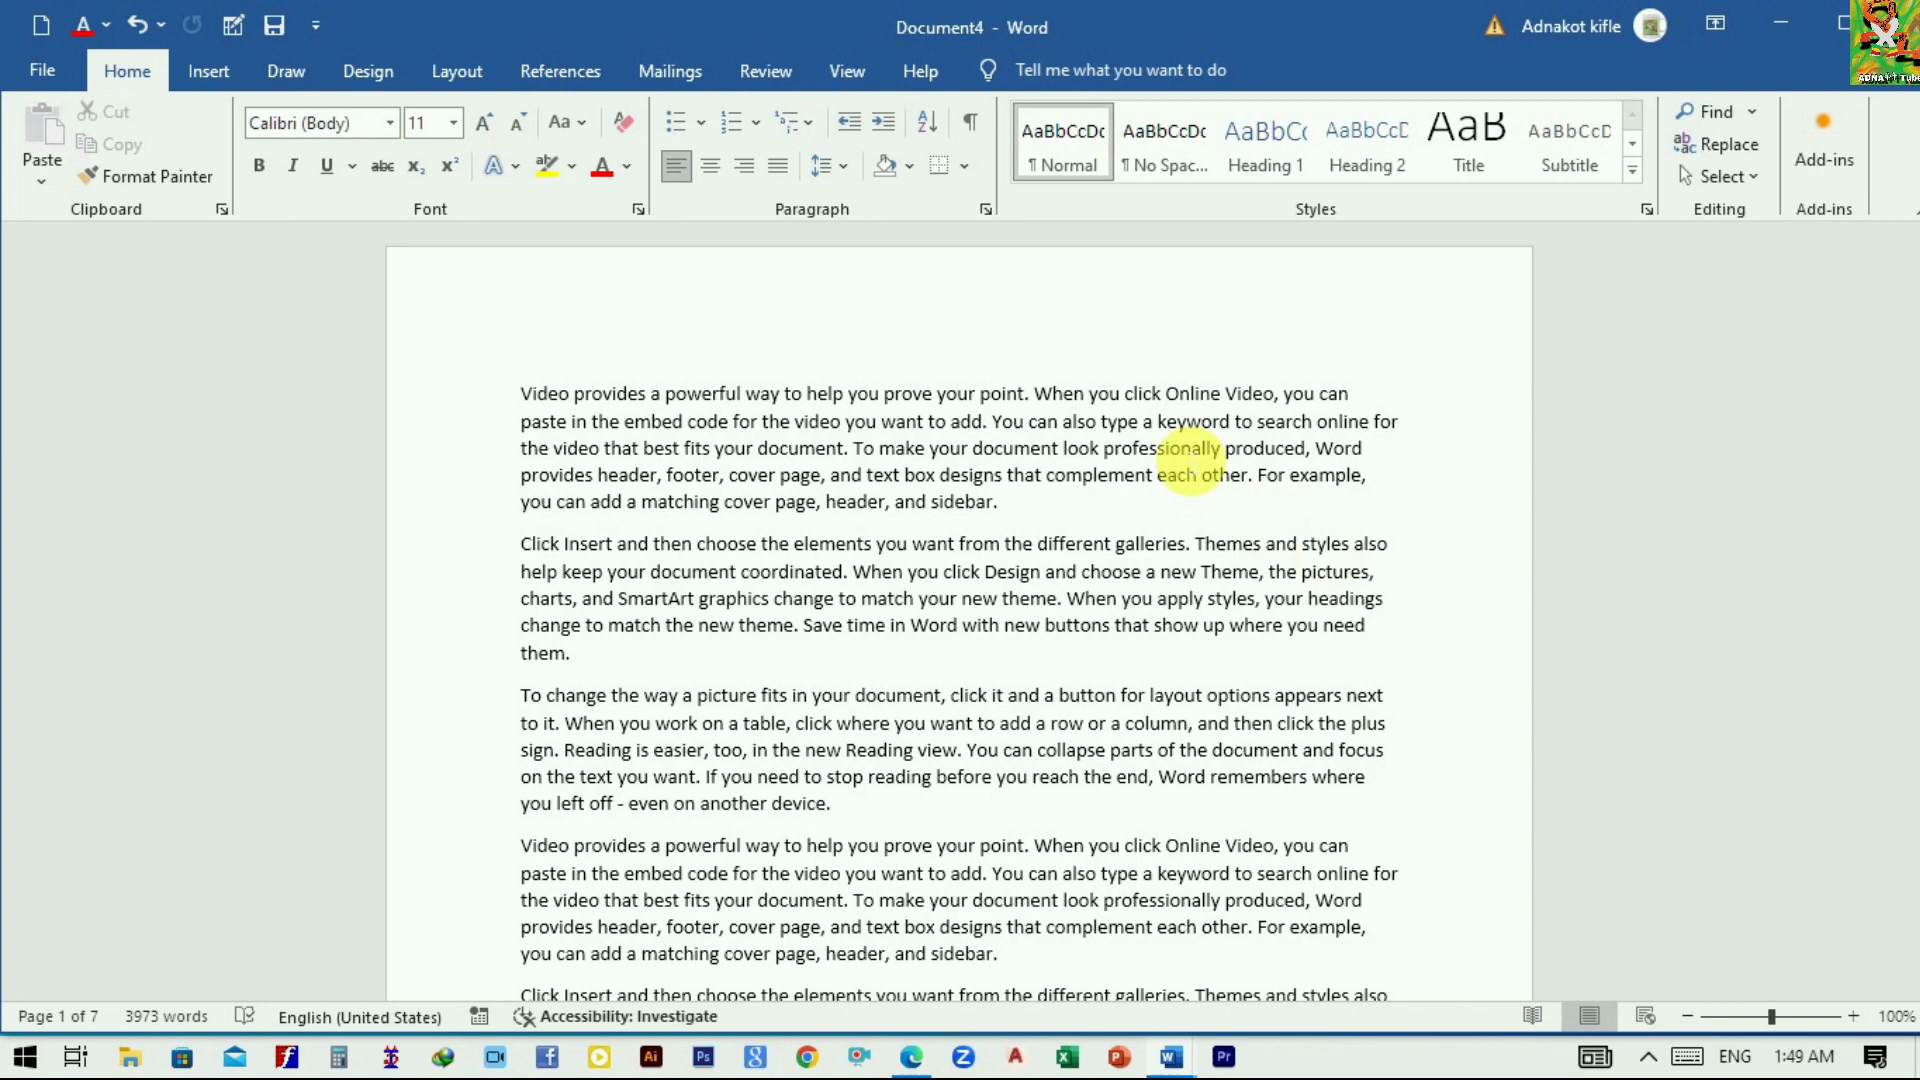 Document4 - Word
Adnakot kifle
File
Home
Insert
Draw
Design
Layout
References
Mailings
Review
View
Help
Tell me what you want to do
Paste
Cut
Copy
Format Painter
Clipboard
Calibri (Body)
11
Aa
B I U abc x₂ x² A A
Font
Paragraph
AaBbCcDc
¶ Normal
AaBbCcDc
¶ No Spac...
AaBbCc
Heading 1
AaBbCcD
Heading 2
AaB
Title
AaBbCcD
Subtitle
Styles
Find
Replace
Select
Editing
Add-ins
Add-ins
Video provides a powerful way to help you prove your point. When you click Online Video, you can
paste in the embed code for the video you want to add. You can also type a keyword to search online for
the video that best fits your document. To make your document look professionally produced, Word
provides header, footer, cover page, and text box designs that complement each other. For example,
you can add a matching cover page, header, and sidebar.
Click Insert and then choose the elements you want from the different galleries. Themes and styles also
help keep your document coordinated. When you click Design and choose a new Theme, the pictures,
charts, and SmartArt graphics change to match your new theme. When you apply styles, your headings
change to match the new theme. Save time in Word with new buttons that show up where you need
them.
To change the way a picture fits in your document, click it and a button for layout options appears next
to it. When you work on a table, click where you want to add a row or a column, and then click the plus
sign. Reading is easier, too, in the new Reading view. You can collapse parts of the document and focus
on the text you want. If you need to stop reading before you reach the end, Word remembers where
you left off - even on another device.
Video provides a powerful way to help you prove your point. When you click Online Video, you can
paste in the embed code for the video you want to add. You can also type a keyword to search online for
the video that best fits your document. To make your document look professionally produced, Word
provides header, footer, cover page, and text box designs that complement each other. For example,
you can add a matching cover page, header, and sidebar.
Click Insert and then choose the elements you want from the different galleries. Themes and styles also
Page 1 of 7
3973 words
English (United States)
Accessibility: Investigate
100%
ENG
1:49 AM